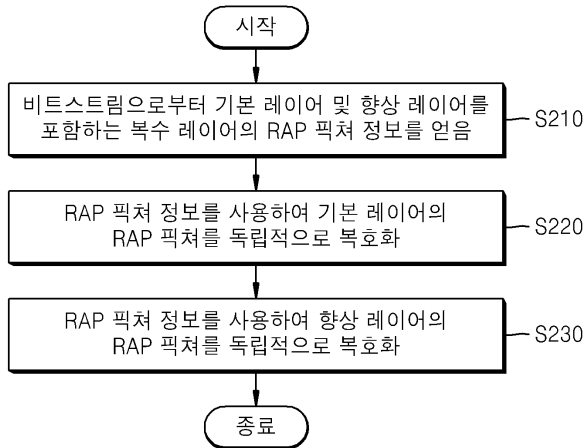 시작
비트스트림으로부터 기본 레이어 및 향상 레이어를
포함하는 복수 레이어의 RAP 픽쳐 정보를 얻음
S210
RAP 픽쳐 정보를 사용하여 기본 레이어의
RAP 픽쳐를 독립적으로 복호화
S220
RAP 픽쳐 정보를 사용하여 향상 레이어의
RAP 픽쳐를 독립적으로 복호화
S230
종료